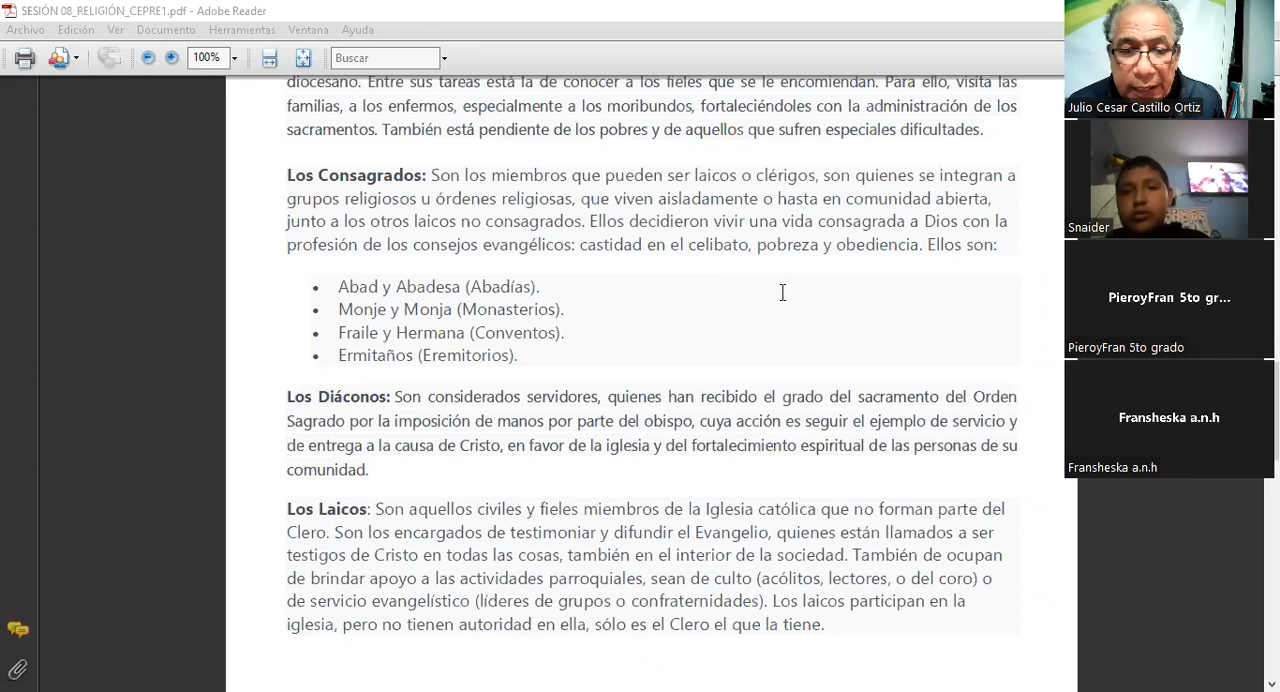 SESIÓN 08_RELIGIÓN_CEPRE1.pdf - Adobe Reader
Archivo Edición Ver Documento Herramientas Ventana Ayuda
100% Buscar
diocesano. Entre sus tareas está la de conocer a los fieles que se le encomiendan. Para ello, visita las
familias, a los enfermos, especialmente a los moribundos, fortaleciéndoles con la administración de los
sacramentos. También está pendiente de los pobres y de aquellos que sufren especiales dificultades.
Los Consagrados: Son los miembros que pueden ser laicos o clérigos, son quienes se integran a
grupos religiosos u órdenes religiosas, que viven aisladamente o hasta en comunidad abierta,
junto a los otros laicos no consagrados. Ellos decidieron vivir una vida consagrada a Dios con la
profesión de los consejos evangélicos: castidad en el celibato, pobreza y obediencia. Ellos son:
• Abad y Abadesa (Abadías).
• Monje y Monja (Monasterios).
• Fraile y Hermana (Conventos).
• Ermitaños (Eremitorios).
Los Diáconos: Son considerados servidores, quienes han recibido el grado del sacramento del Orden
Sagrado por la imposición de manos por parte del obispo, cuya acción es seguir el ejemplo de servicio y
de entrega a la causa de Cristo, en favor de la iglesia y del fortalecimiento espiritual de las personas de su
comunidad.
Los Laicos: Son aquellos civiles y fieles miembros de la Iglesia católica que no forman parte del
Clero. Son los encargados de testimoniar y difundir el Evangelio, quienes están llamados a ser
testigos de Cristo en todas las cosas, también en el interior de la sociedad. También de ocupan
de brindar apoyo a las actividades parroquiales, sean de culto (acólitos, lectores, o del coro) o
de servicio evangelístico (líderes de grupos o confraternidades). Los laicos participan en la
iglesia, pero no tienen autoridad en ella, sólo es el Clero el que la tiene.
Julio Cesar Castillo Ortiz
Snaider
PieroyFran 5to gr...
PieroyFran 5to grado
Fransheska a.n.h
Fransheska a.n.h